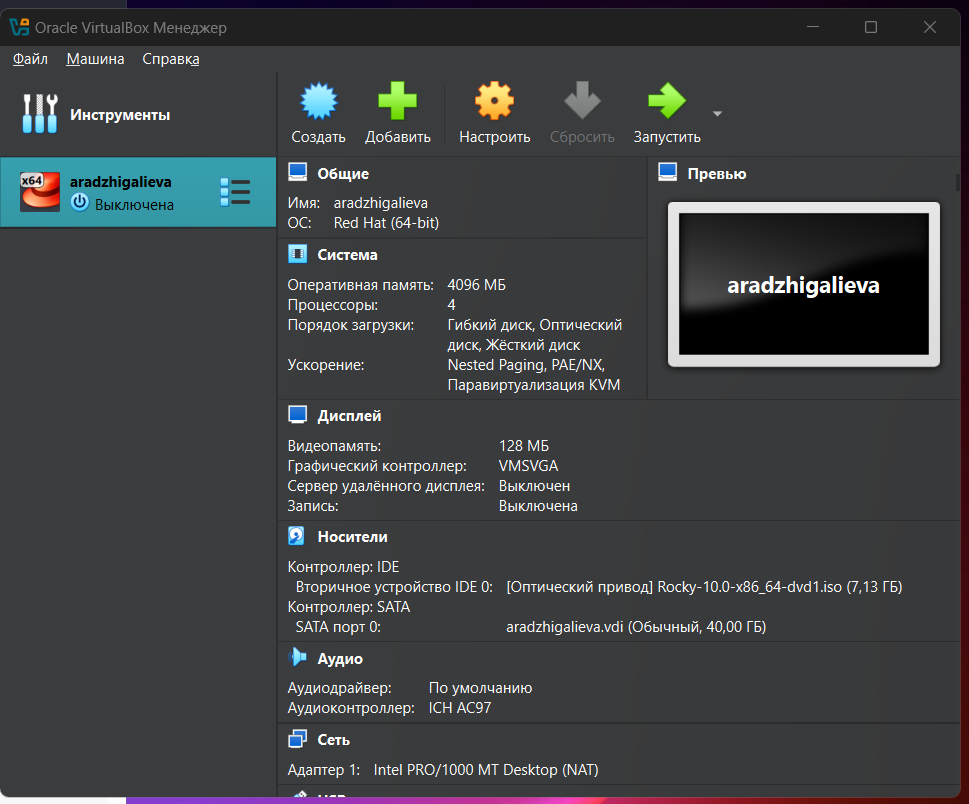 Oracle VirtualBox Менеджер
Файл Машина Справка
Инструменты
Создать Добавить Настроить Сбросить Запустить
x64
aradzhigalieva
Выключена
Общие
Имя: aradzhigalieva
ОС: Red Hat (64-bit)
Система
Оперативная память: 4096 МБ
Процессоры: 4
Порядок загрузки: Гибкий диск, Оптический
диск, Жёсткий диск
Ускорение: Nested Paging, PAE/NX,
Паравиртуализация KVM
Превью
aradzhigalieva
Дисплей
Видеопамять: 128 МБ
Графический контроллер: VMSVGA
Сервер удалённого дисплея: Выключен
Запись: Выключена
Носители
Контроллер: IDE
Вторичное устройство IDE 0: [Оптический привод] Rocky-10.0-x86_64-dvd1.iso (7,13 ГБ)
Контроллер: SATA
SATA порт 0: aradzhigalieva.vdi (Обычный, 40,00 ГБ)
Аудио
Аудиодрайвер: По умолчанию
Аудиоконтроллер: ICH AC97
Сеть
Адаптер 1: Intel PRO/1000 MT Desktop (NAT)